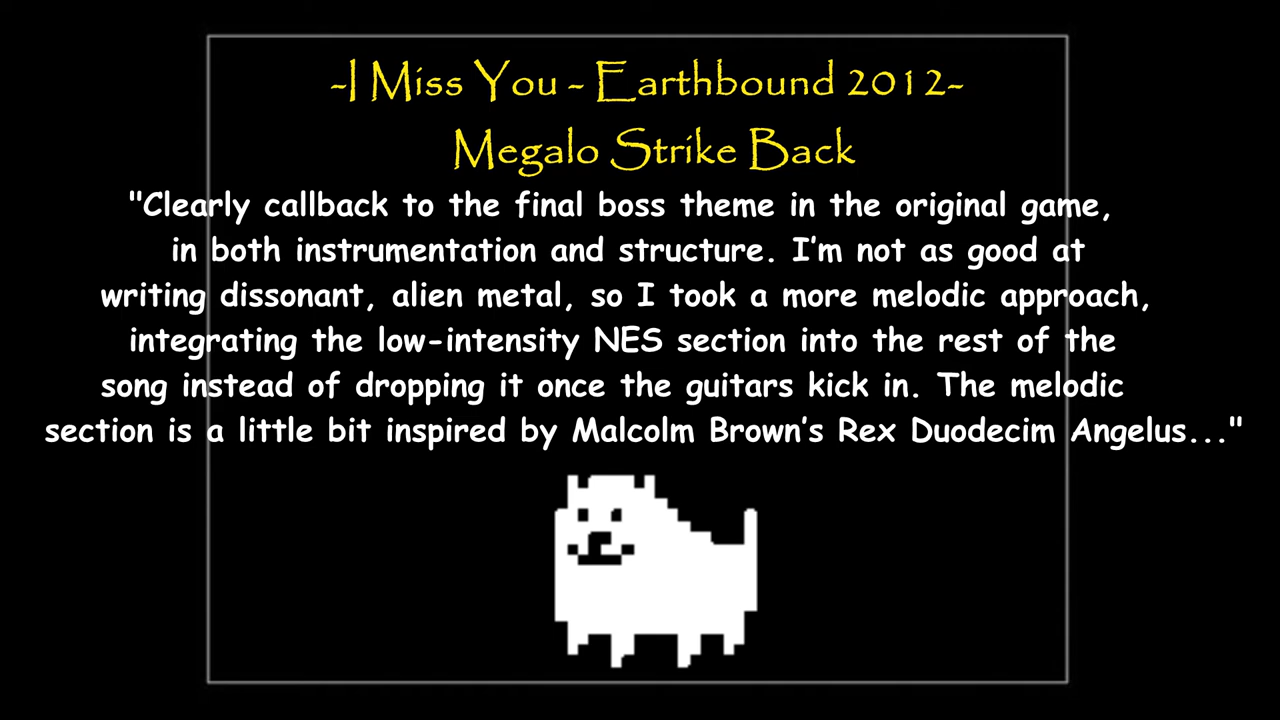 -I Miss You - Earthbound 2012-
Megalo Strike Back
"Clearly callback to the final boss theme in the original game,
in both instrumentation and structure. I’m not as good at
writing dissonant, alien metal, so I took a more melodic approach,
integrating the low-intensity NES section into the rest of the
song instead of dropping it once the guitars kick in. The melodic
section is a little bit inspired by Malcolm Brown’s Rex Duodecim Angelus..."